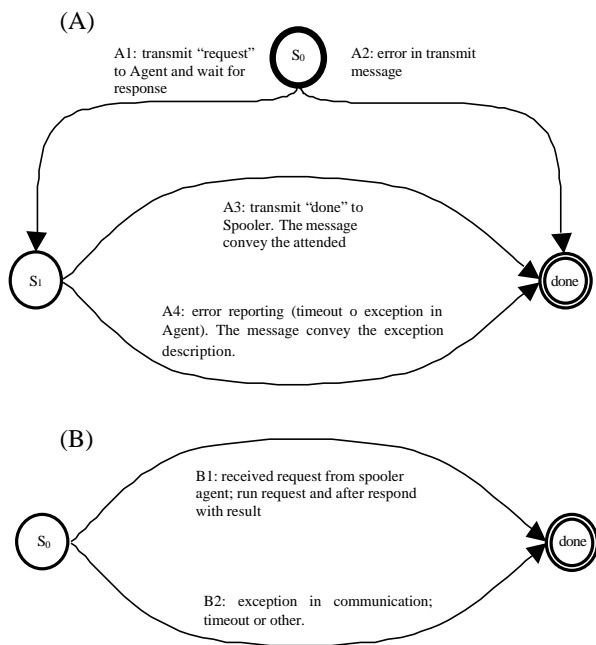 (A)
A1: transmit “request”
to Agent and wait for
response
S0
A2: error in transmit
message
A3: transmit “done” to
Spooler. The message
convey the attended
S1
done
A4: error reporting (timeout o exception in
Agent). The message convey the exception
description.
(B)
B1: received request from spooler
agent; run request and after respond
with result
S0
done
B2: exception in communication;
timeout or other.